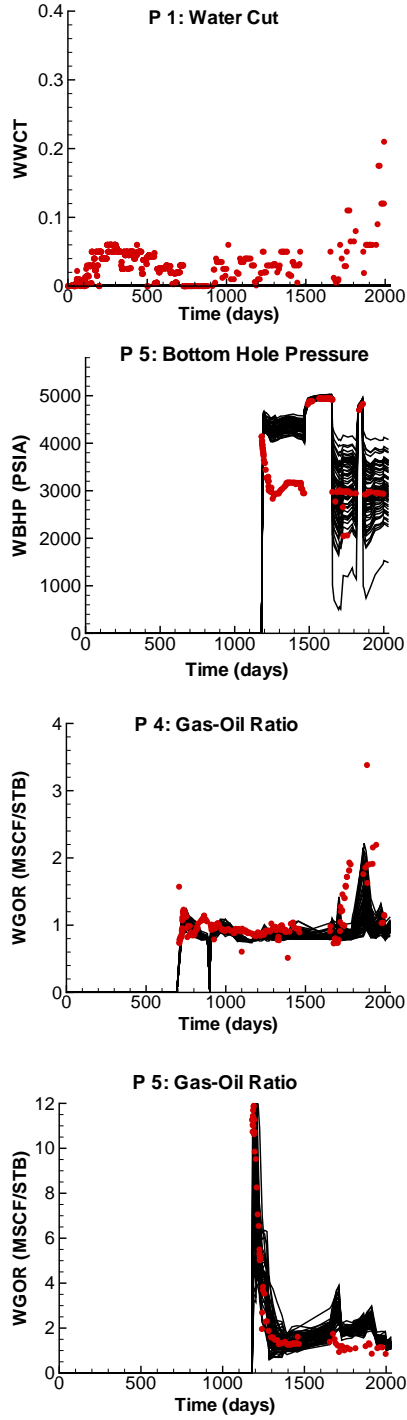 P 1: Water Cut
0.4
0.3
0.2
0.1
0
WWCT
0 500 1000 1500 2000
Time (days)
P 5: Bottom Hole Pressure
5000
4000
3000
2000
1000
0
WBHP (PSIA)
0 500 1000 1500 2000
Time (days)
P 4: Gas-Oil Ratio
4
3
2
1
0
WGOR (MSCF/STB)
0 500 1000 1500 2000
Time (days)
P 5: Gas-Oil Ratio
12
10
8
6
4
2
0
WGOR (MSCF/STB)
0 500 1000 1500 2000
Time (days)